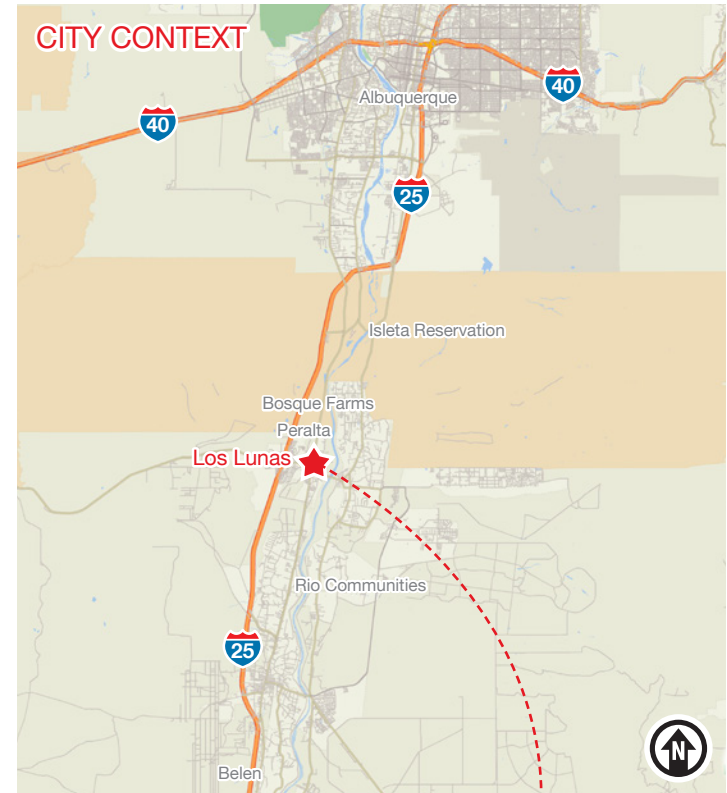 CITY CONTEXT
Albuquerque
40
40
25
Isleta Reservation
Bosque Farms
Peralta
Los Lunas
Rio Communities
25
Belen
N